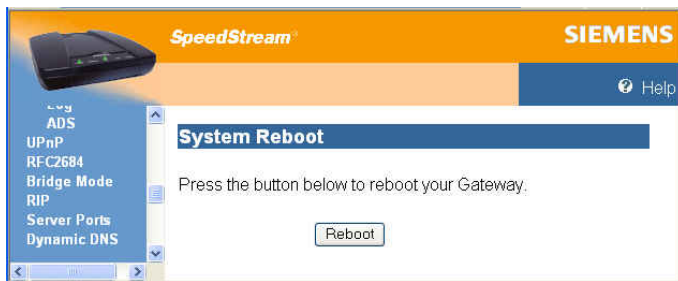 SpeedStream
SIEMENS
Help
ADS
UPnP
RFC2684
Bridge Mode
RIP
Server Ports
Dynamic DNS
System Reboot
Press the button below to reboot your Gateway.
Reboot